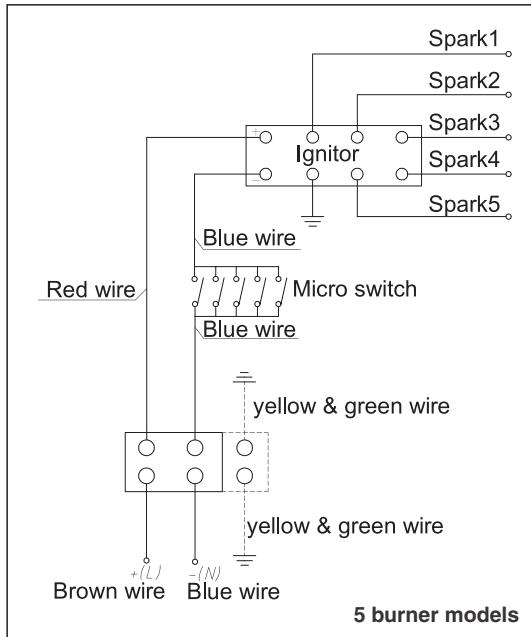 Spark1
Spark2
+
Spark3
Ignitor
−
Spark4
Spark5
Blue wire
Red wire
Micro switch
Blue wire
yellow & green wire
yellow & green wire
+(L) -(N)
Brown wire Blue wire
5 burner models